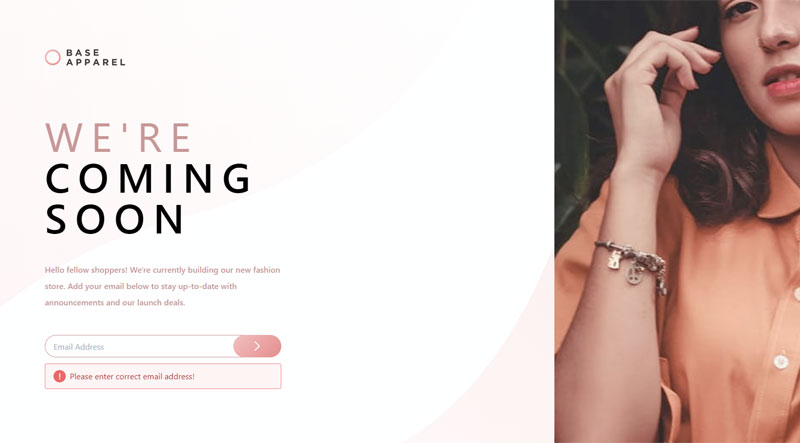 BASE
APPAREL
WE'RE
COMING
SOON
Hello fellow shoppers! We're currently building our new fashion
store. Add your email below to stay up-to-date with
announcements and our launch deals.
Email Address
Please enter correct email address!